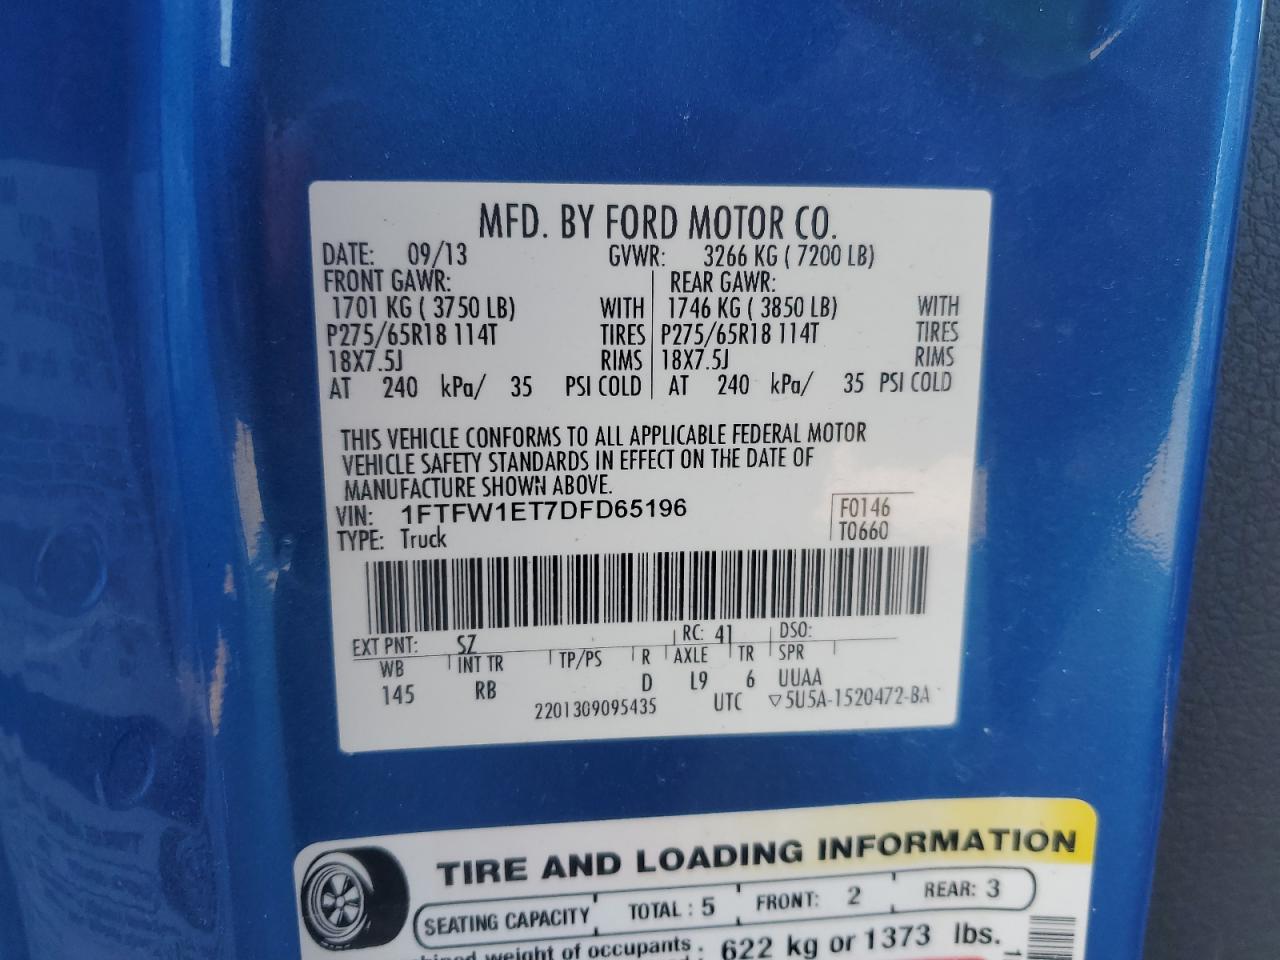 MFD. BY FORD MOTOR CO.
DATE: 09/13 GVWR: 3266 KG ( 7200 LB)
FRONT GAWR: REAR GAWR:
1701 KG ( 3750 LB) WITH 1746 KG ( 3850 LB) WITH
P275/65R18 114T TIRES P275/65R18 114T TIRES
18X7.5J RIMS 18X7.5J RIMS
AT 240 kPa/ 35 PSI COLD AT 240 kPa/ 35 PSI COLD
THIS VEHICLE CONFORMS TO ALL APPLICABLE FEDERAL MOTOR
VEHICLE SAFETY STANDARDS IN EFFECT ON THE DATE OF
MANUFACTURE SHOWN ABOVE.
VIN: 1FTFW1ET7DFD65196 F0146
TYPE: Truck T0660
EXT PNT: SZ RC: 41 DSO:
WB INT TR TP/PS R AXLE TR SPR
145 RB D L9 6 UUAA
2201309095435 UTC ▽5U5A-1520472-BA
TIRE AND LOADING INFORMATION
SEATING CAPACITY TOTAL : 5 FRONT: 2 REAR: 3
weight of occupants 622 kg or 1373 lbs.